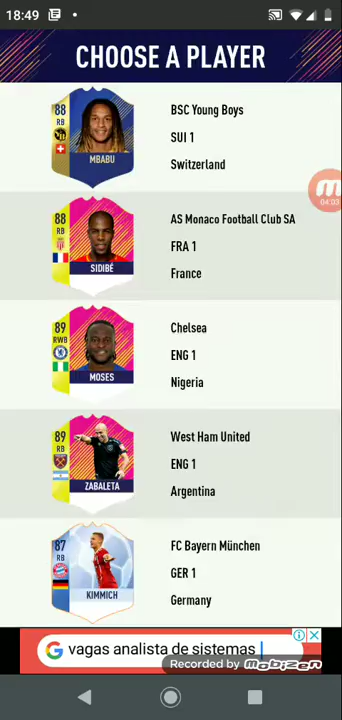 18:49
CHOOSE A PLAYER
88
RB
MBABU
BSC Young Boys
SUI 1
Switzerland
04:03
88
RB
SIDIBÉ
AS Monaco Football Club SA
FRA 1
France
89
RWB
MOSES
Chelsea
ENG 1
Nigeria
89
RB
ZABALETA
West Ham United
ENG 1
Argentina
87
RB
KIMMICH
FC Bayern München
GER 1
Germany
vagas analista de sistemas
Recorded by mobizen